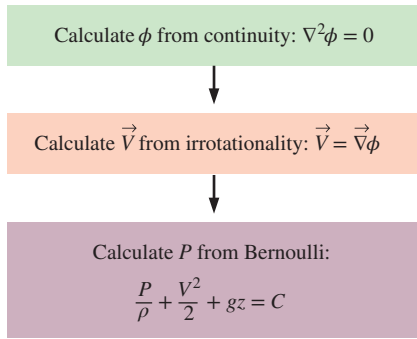 Calculate ϕ from continuity: ∇²ϕ = 0
Calculate V⃗ from irrotationality: V⃗ = ∇⃗ϕ
Calculate P from Bernoulli:
P/ρ + V²/2 + gz = C